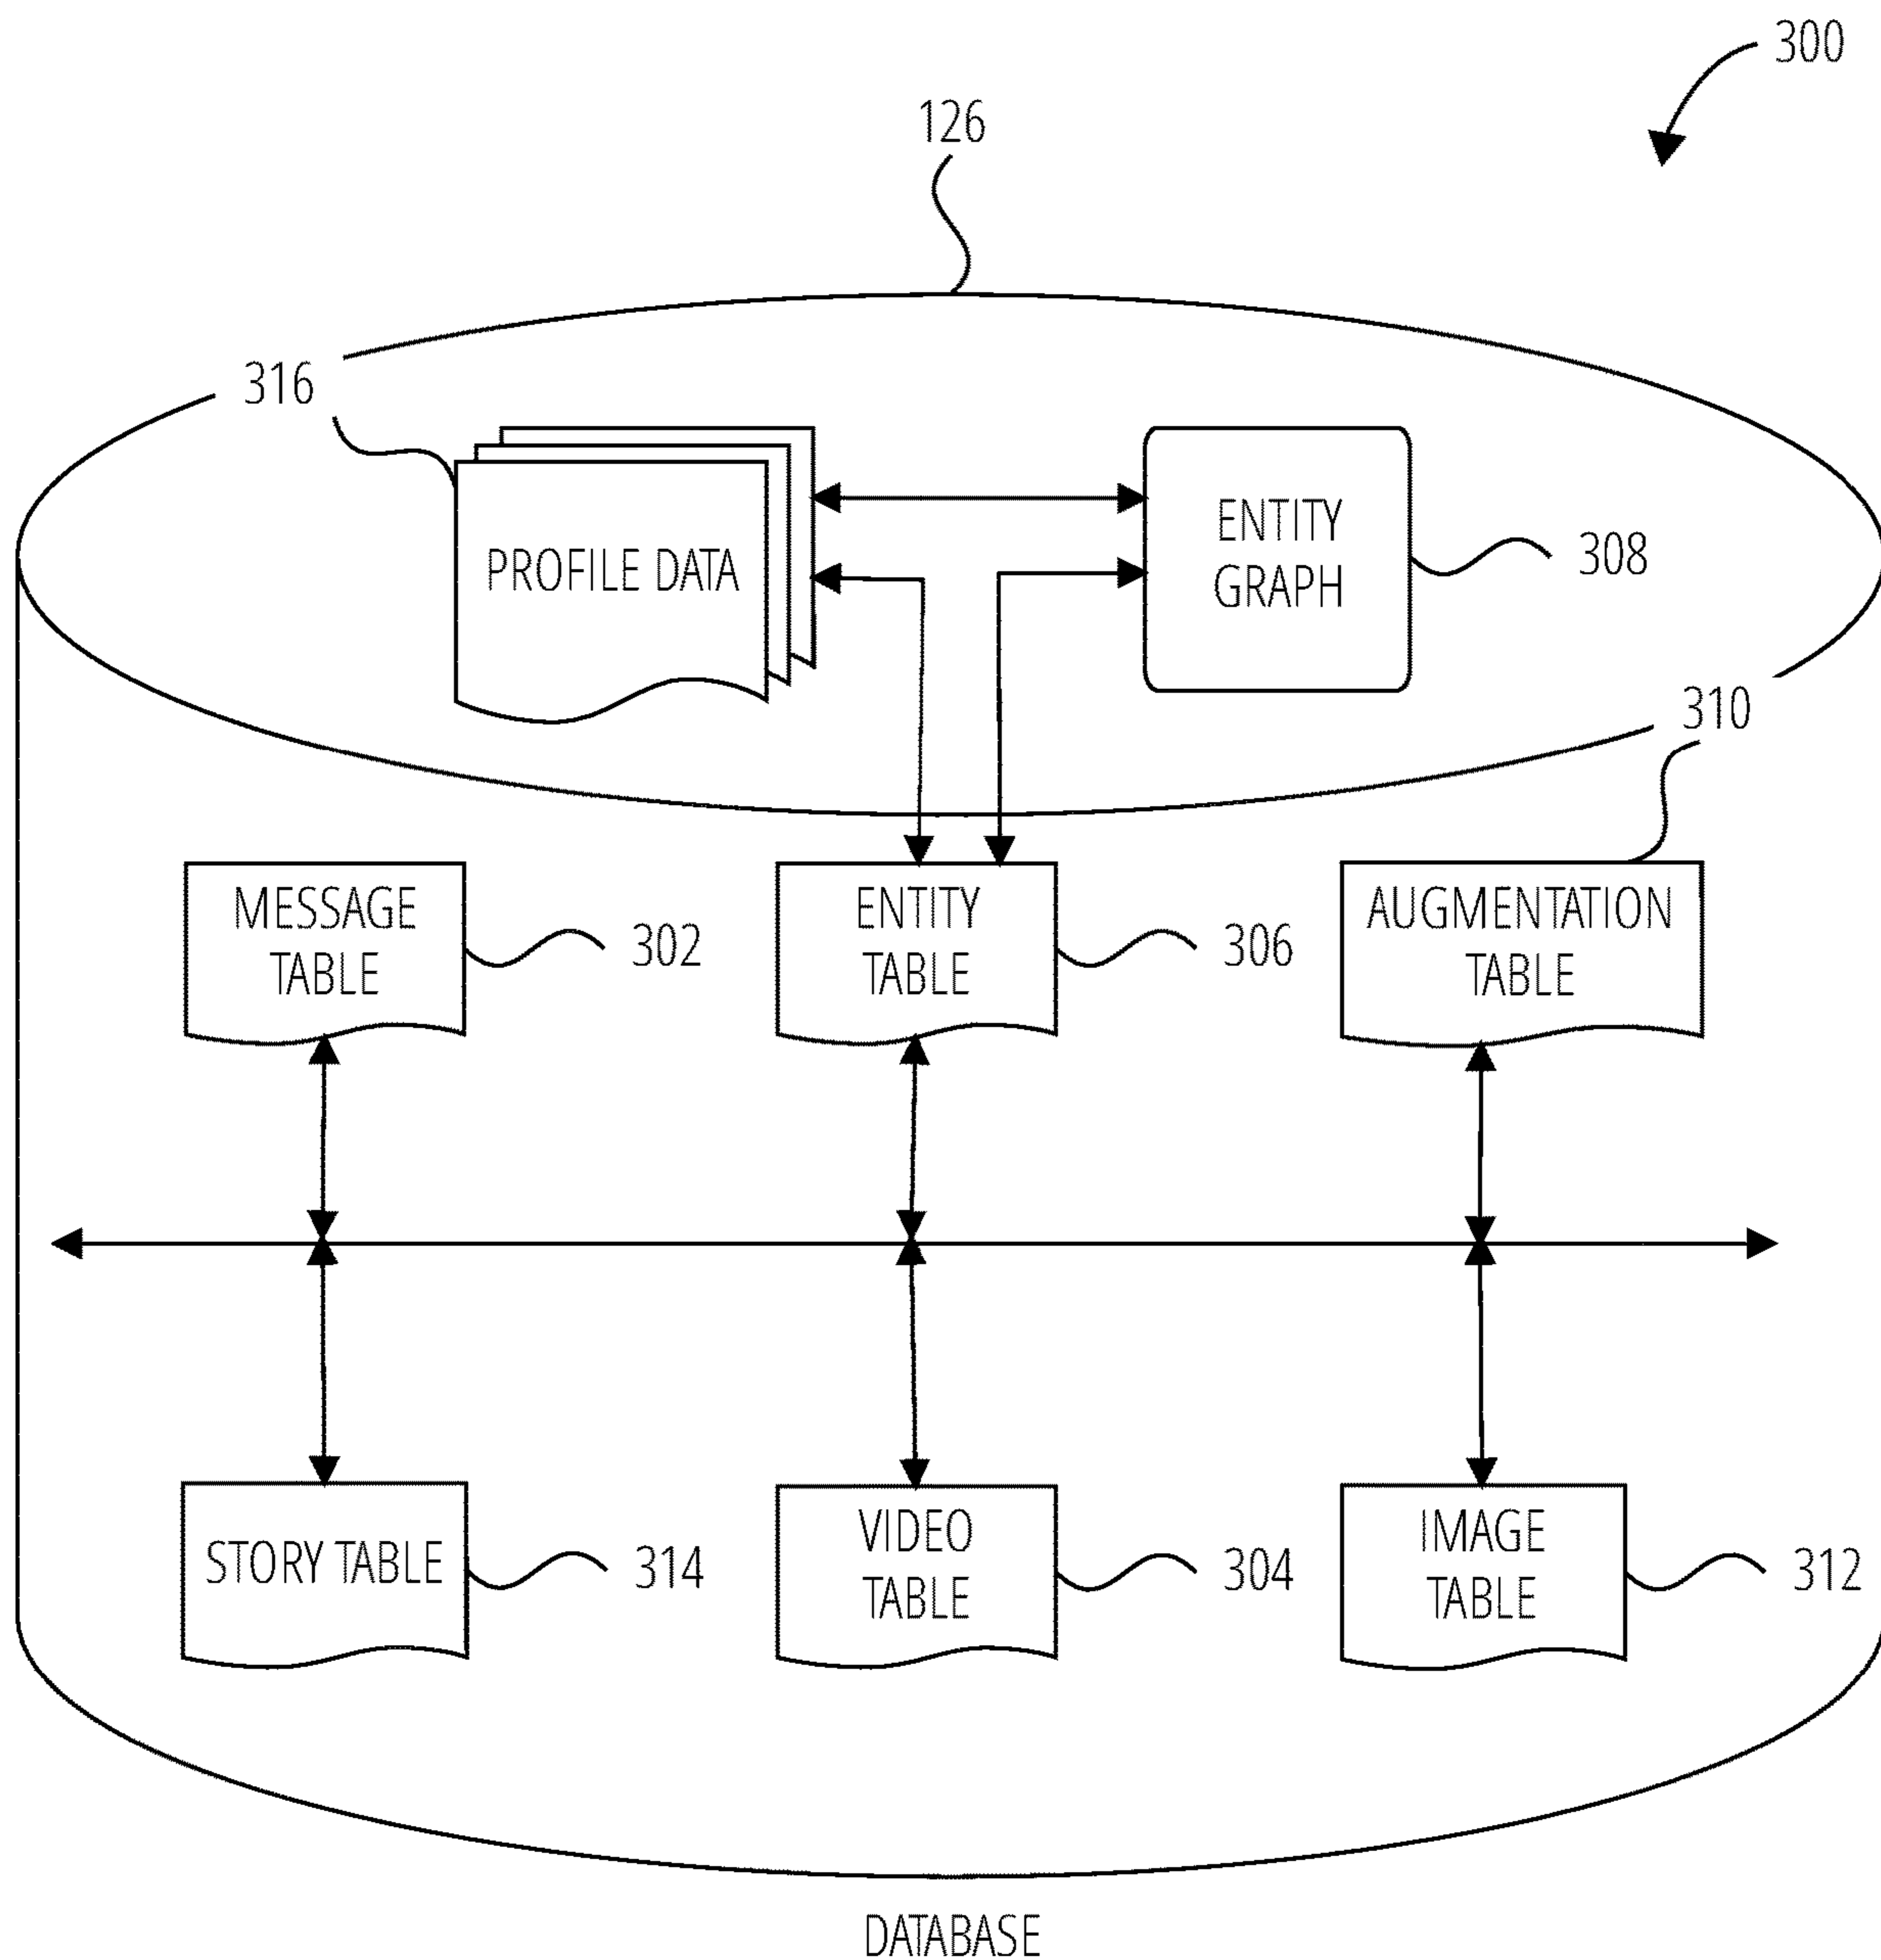 300
126
316
PROFILE DATA
ENTITY
GRAPH
308
310
MESSAGE
TABLE
302
ENTITY
TABLE
306
AUGMENTATION
TABLE
STORY TABLE
314
VIDEO
TABLE
304
IMAGE
TABLE
312
DATABASE